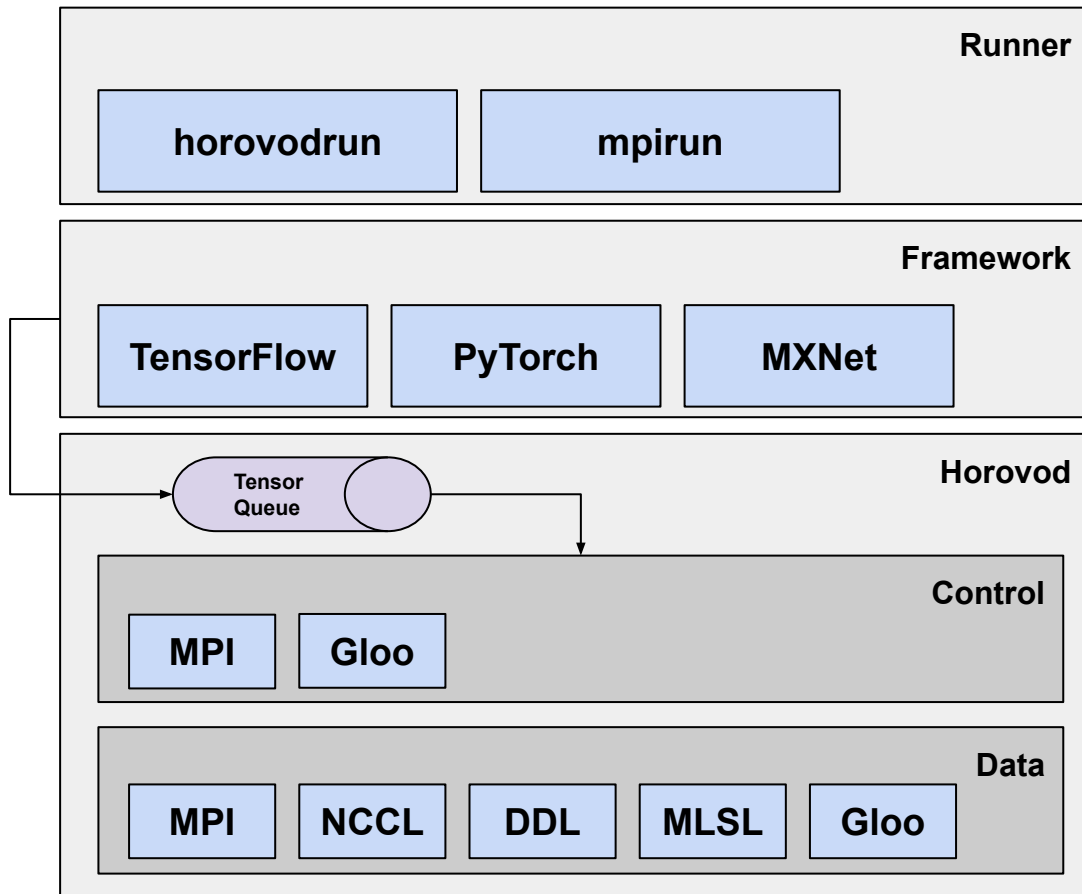 Runner
horovodrun
mpirun
Framework
TensorFlow
PyTorch
MXNet
Horovod
Tensor
Queue
Control
MPI
Gloo
Data
MPI
NCCL
DDL
MLSL
Gloo